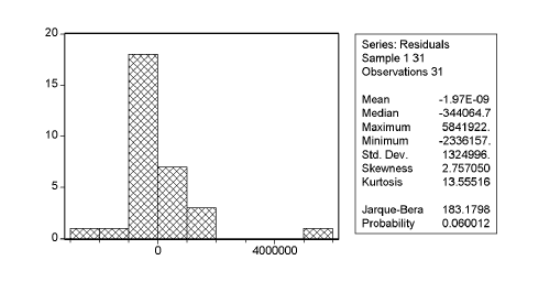 20
15
10
5
0
0 4000000
Series: Residuals
Sample 1 31
Observations 31
Mean -1.97E-09
Median -344064.7
Maximum 5841922.
Minimum -2336157.
Std. Dev. 1324996.
Skewness 2.757050
Kurtosis 13.55516
Jarque-Bera 183.1798
Probability 0.060012